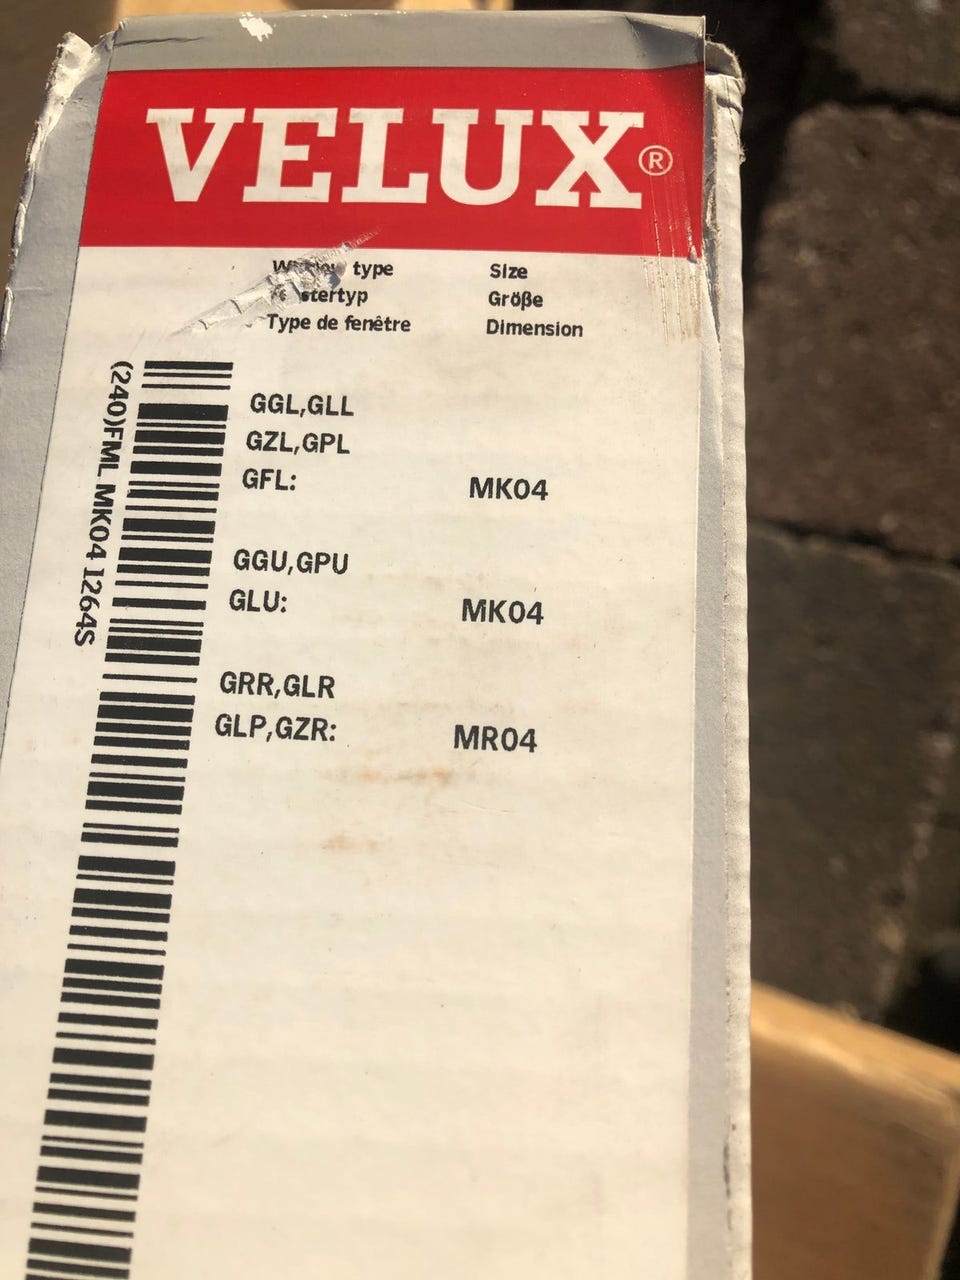 VELUX®
type Size
Größe
Type de fenêtre Dimension
(240)FML MK04 1264S
GGL,GLL
GZL,GPL
GFL: MK04
GGU,GPU
GLU: MK04
GRR,GLR
GLP,GZR: MR04